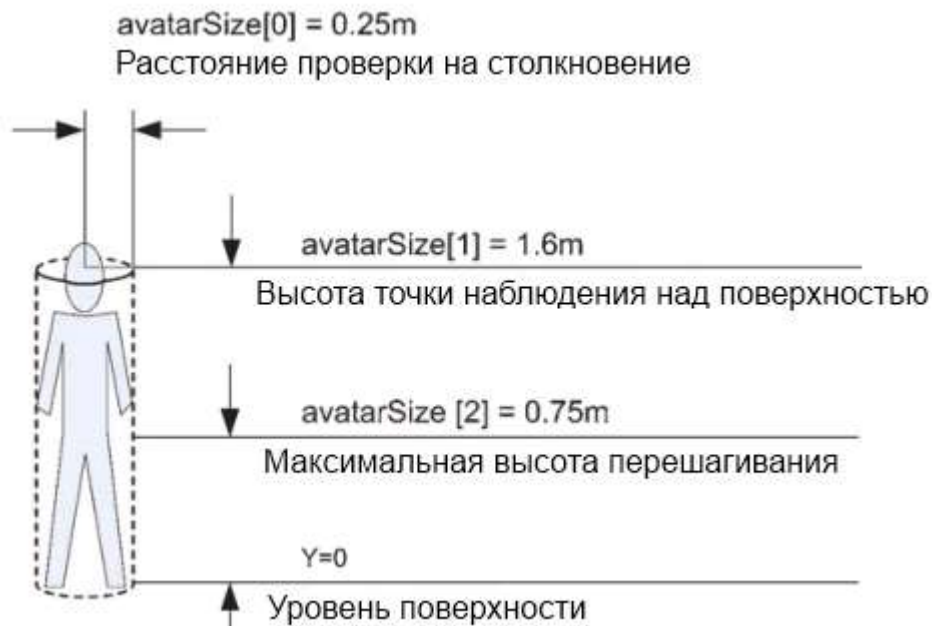 avatarSize[0] = 0.25m
Расстояние проверки на столкновение
avatarSize[1] = 1.6m
Высота точки наблюдения над поверхностью
avatarSize [2] = 0.75m
Максимальная высота перешагивания
Y=0
Уровень поверхности